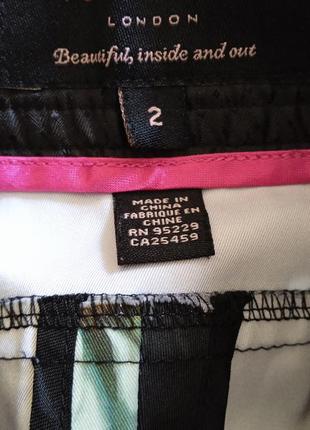 LONDON
Beautiful, inside and out
2
MADE IN
CHINA
FABRIQUE EN
CHINE
RN 95229
CA25459